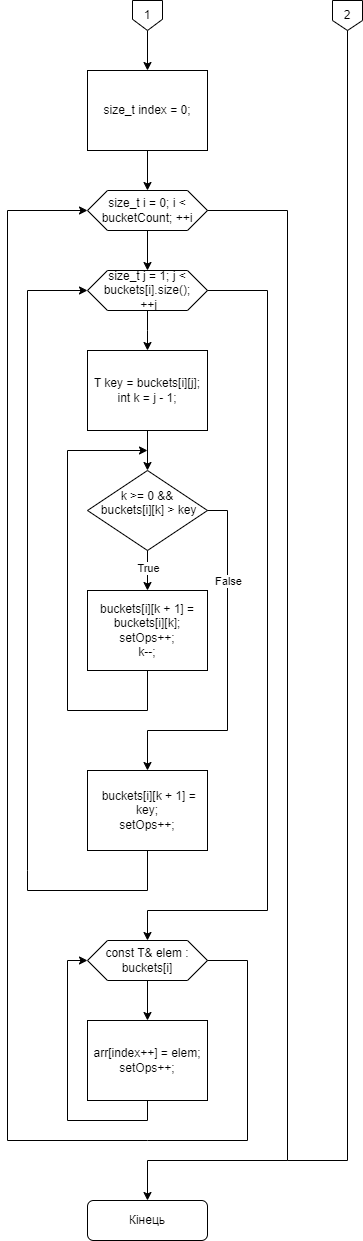 1
2
size_t index = 0;
size_t i = 0; i <
bucketCount; ++i
size_t j = 1; j <
buckets[i].size();
++j
T key = buckets[i][j];
int k = j - 1;
k >= 0 &&
buckets[i][k] > key
True
False
buckets[i][k + 1] =
buckets[i][k];
setOps++;
k--;
buckets[i][k + 1] =
key;
setOps++;
const T& elem :
buckets[i]
arr[index++] = elem;
setOps++;
Кінець